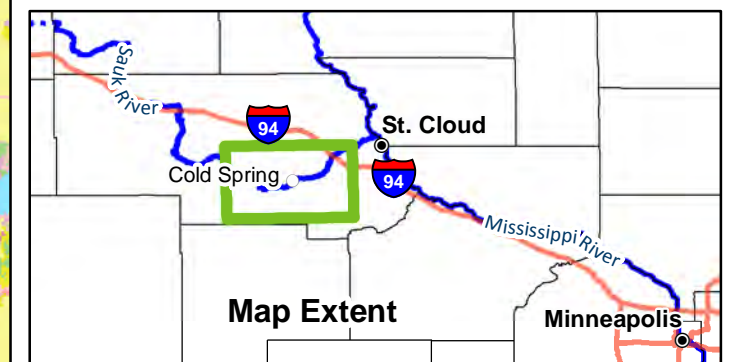 Sauk River
94
St. Cloud
Cold Spring
94
Mississippi River
Map Extent
Minneapolis